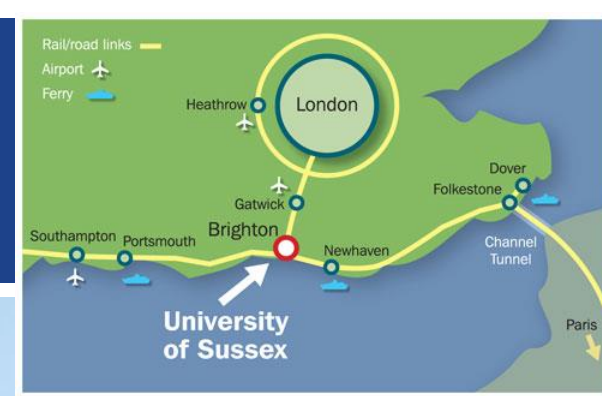 Rail/road links
Airport
Ferry
Heathrow
London
Dover
Folkestone
Gatwick
Brighton
Southampton
Portsmouth
Newhaven
Channel
Tunnel
University
of Sussex
Paris